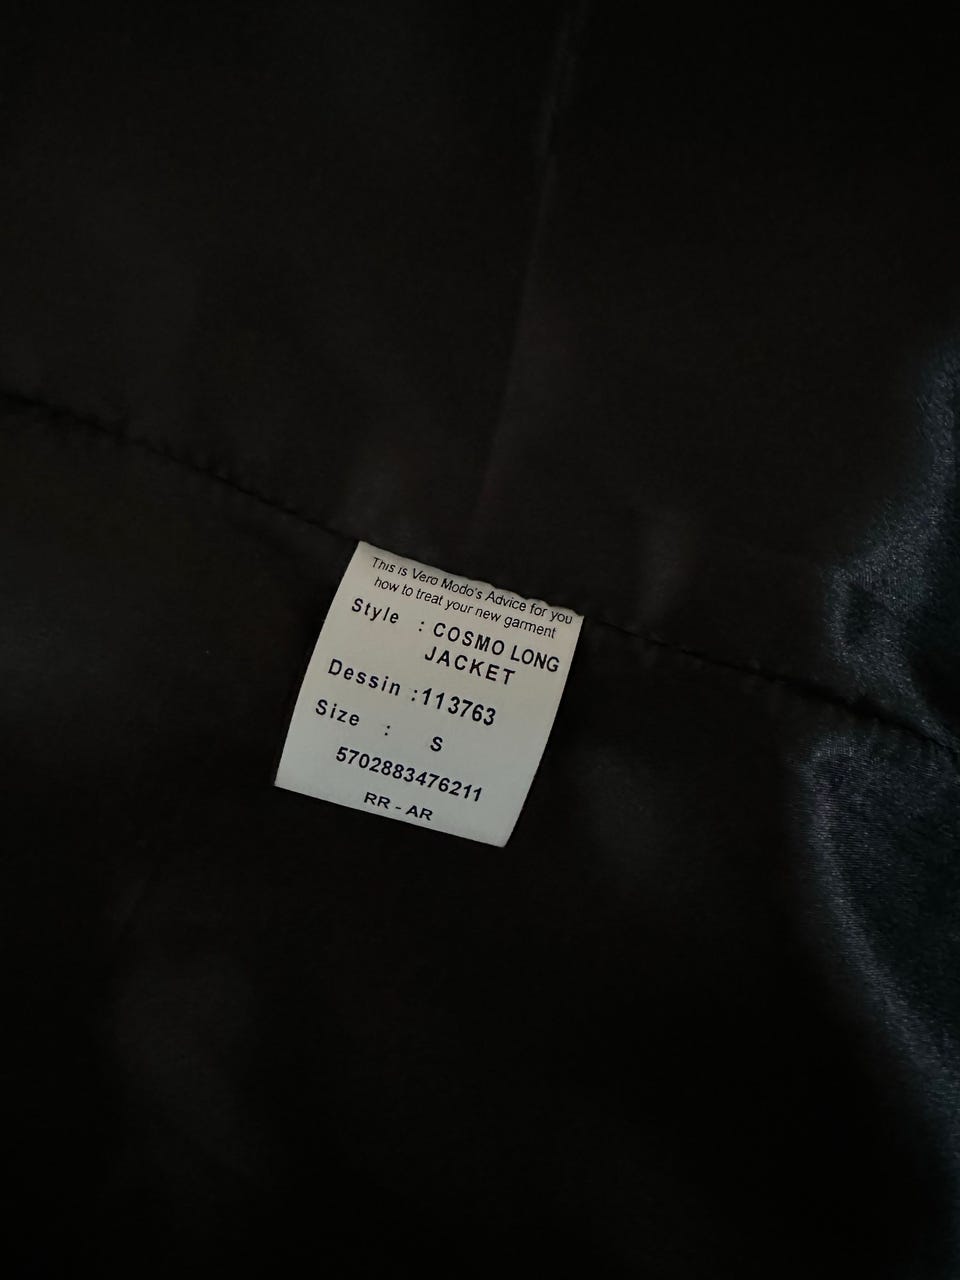 This is Vero Modo's Advice for you
how to treat your new garment
Style : COSMO LONG
JACKET
Dessin :113763
Size : S
5702883476211
RR - AR